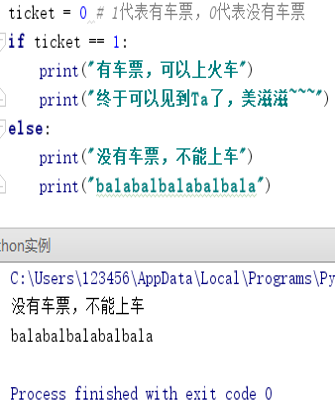 ticket = 0 # 1代表有车票，0代表没有车票
if ticket == 1:
print("有车票，可以上火车")
print("终于可以见到Ta了，美滋滋~~~")
else:
print("没有车票，不能上车")
print("balabalbalabalbala")
thon实例
C:\Users\123456\AppData\Local\Programs\Py
没有车票，不能上车
balabalbalabalbala
Process finished with exit code 0